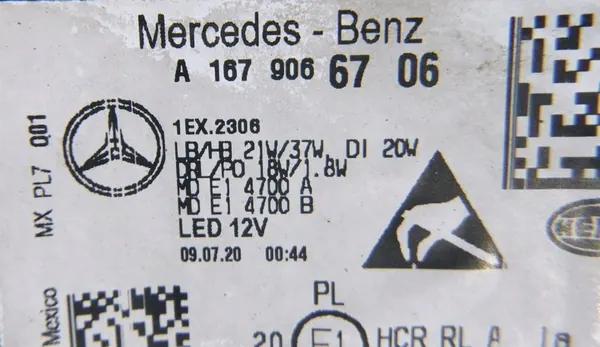 Mercedes - Benz
A 167 906 67 06
1EX.2306
LB/HB 21W/37W, DI 20W
DRL/PO 18W/1.8W
MD E1 4700 A
MD E1 4700 B
LED 12V
09.07.20 00:44
MX PL7 001
Mexico
PL
20 E1 HCR RL A 1a